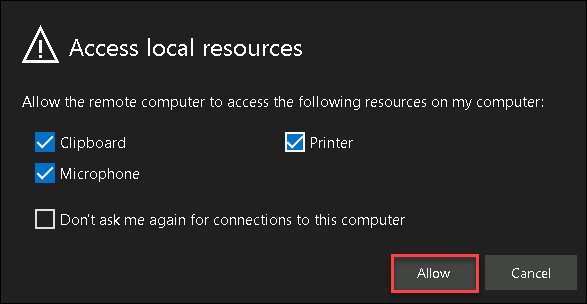 Access local resources
Allow the remote computer to access the following resources on my computer:
Clipboard Printer
Microphone
Don't ask me again for connections to this computer
Allow Cancel